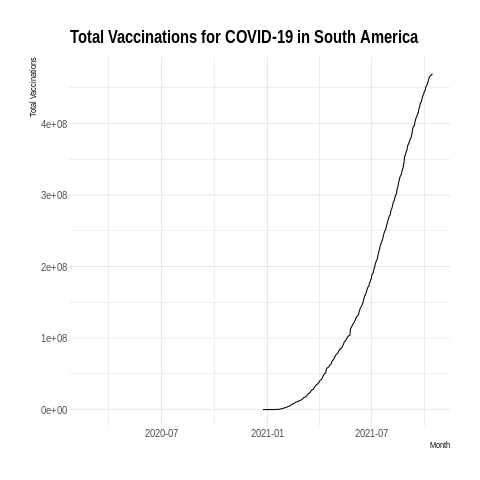 Total Vaccinations for COVID-19 in South America
Total Vaccinations
4e+08
3e+08
2e+08
1e+08
0e+00
2020-07
2021-01
2021-07
Month